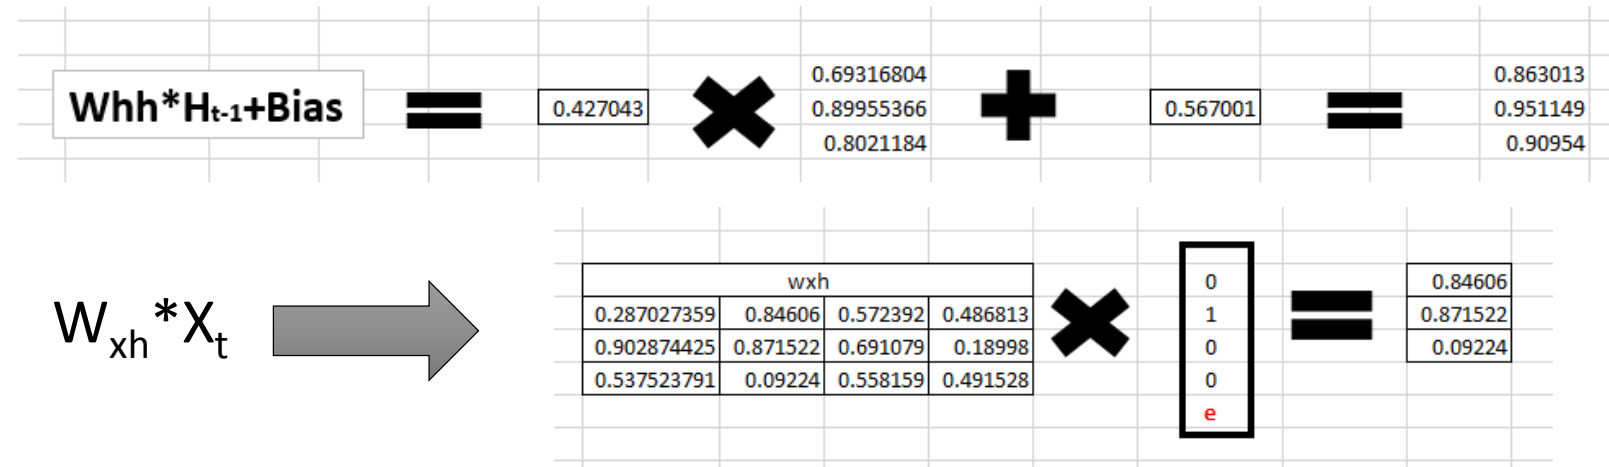 0.69316804 0.863013
Whh*Ht-1+Bias 0.427043 0.89955366 0.567001 0.951149
0.8021184 0.90954
wxh 0 0.84606
Wxh*Xt 0.287027359 0.84606 0.572392 0.486813 1 0.871522
0.902874425 0.871522 0.691079 0.18998 0 0.09224
0.537523791 0.09224 0.558159 0.491528 0
e